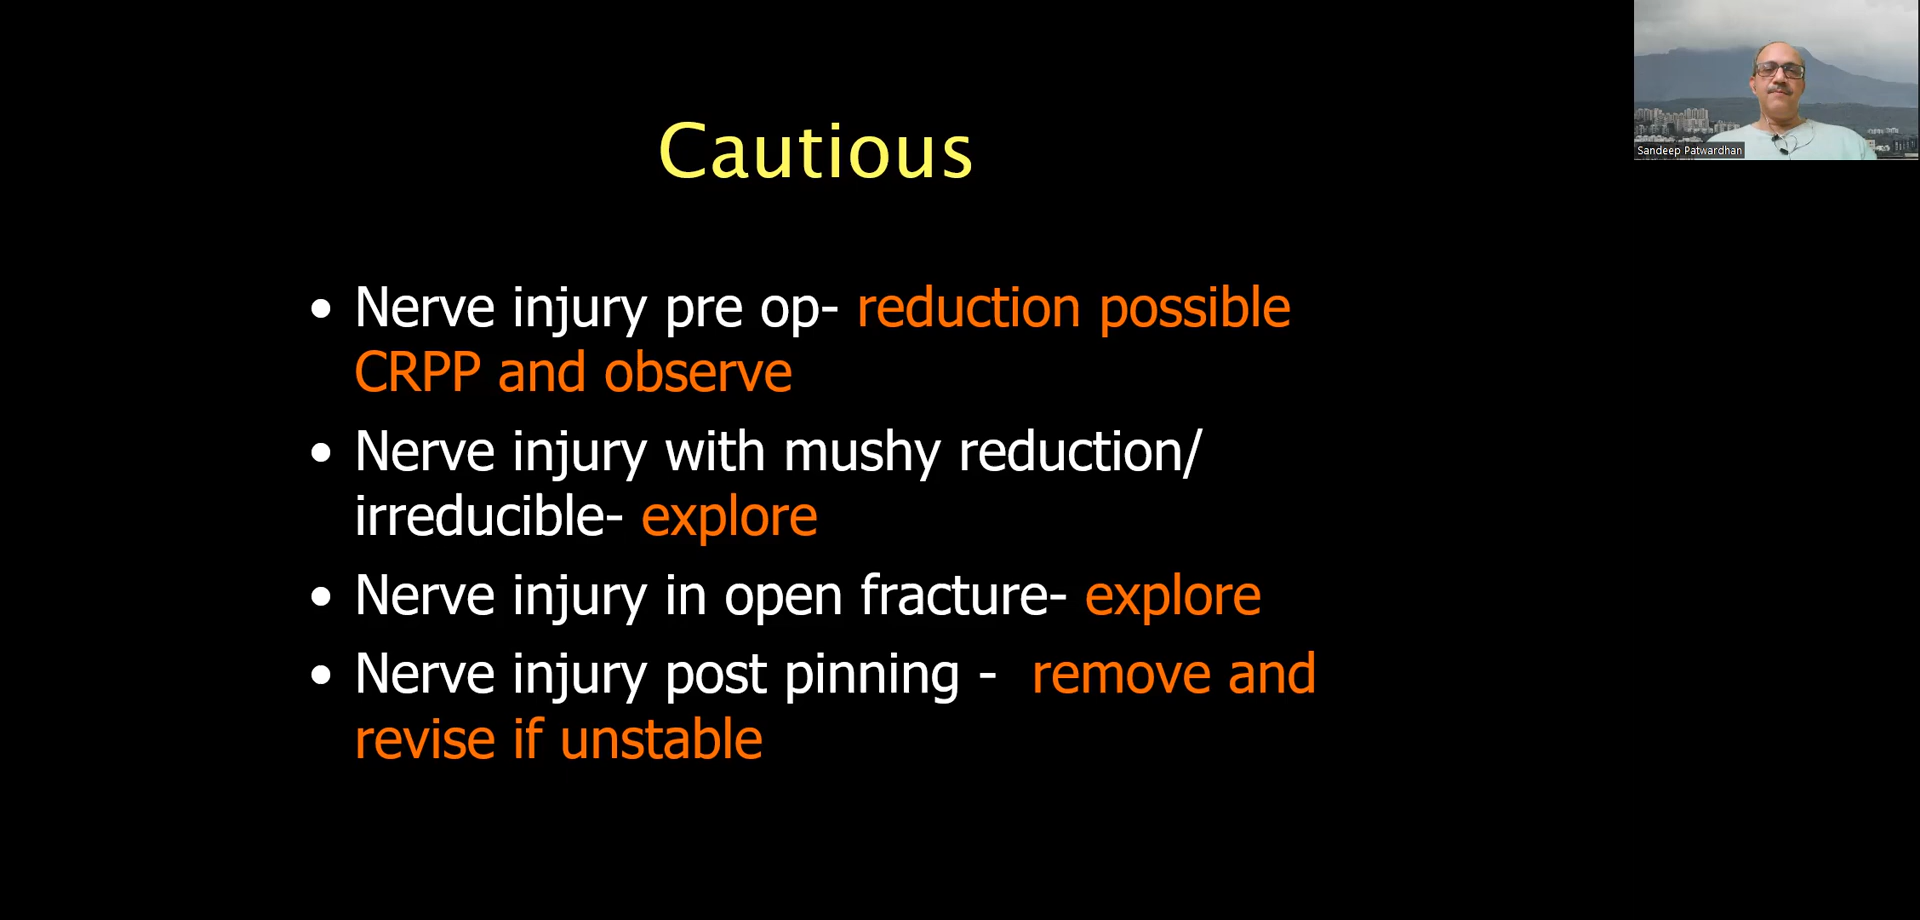 Cautious
• Nerve injury pre op- reduction possible
CRPP and observe
• Nerve injury with mushy reduction/
irreducible- explore
• Nerve injury in open fracture- explore
• Nerve injury post pinning - remove and
revise if unstable
Sandeep Patwardhan